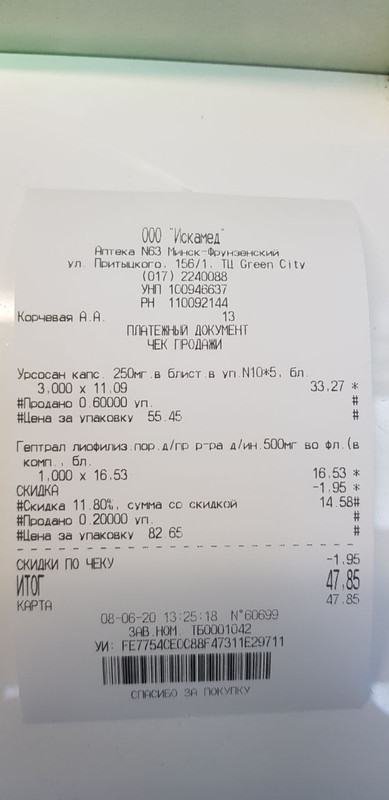 ООО "Искамед"
Аптека N63 Минск-Фрунзенский
ул. Притыцкого, 156/1, ТЦ Green City
(017) 2240088
УНП 100946637
РН 110092144
Корчевая А.А. 13
ПЛАТЕЖНЫЙ ДОКУМЕНТ
ЧЕК ПРОДАЖИ
Урсосан капс. 250мг.в блист.в уп.N10*5, бл.
3,000 x 11.09 33.27 *
#Продано 0.60000 уп. #
#Цена за упаковку 55.45 #
Гептрал лиофилиз.пор.д/пр р-ра д/ин.500мг во фл.(в
комп., бл.
1,000 x 16.53 16.53 *
СКИДКА -1.95 *
#Скидка 11.80%, сумма со скидкой 14.58#
#Продано 0.20000 уп. #
#Цена за упаковку 82.65 #
СКИДКИ ПО ЧЕКУ -1.95
ИТОГ 47.85
КАРТА 47.85
08-06-20 13:25:18 N°60699
ЗАВ.НОМ. ТБ0001042
УИ: FE7754CE0C88F47311E29711
СПАСИБО ЗА ПОКУПКУ